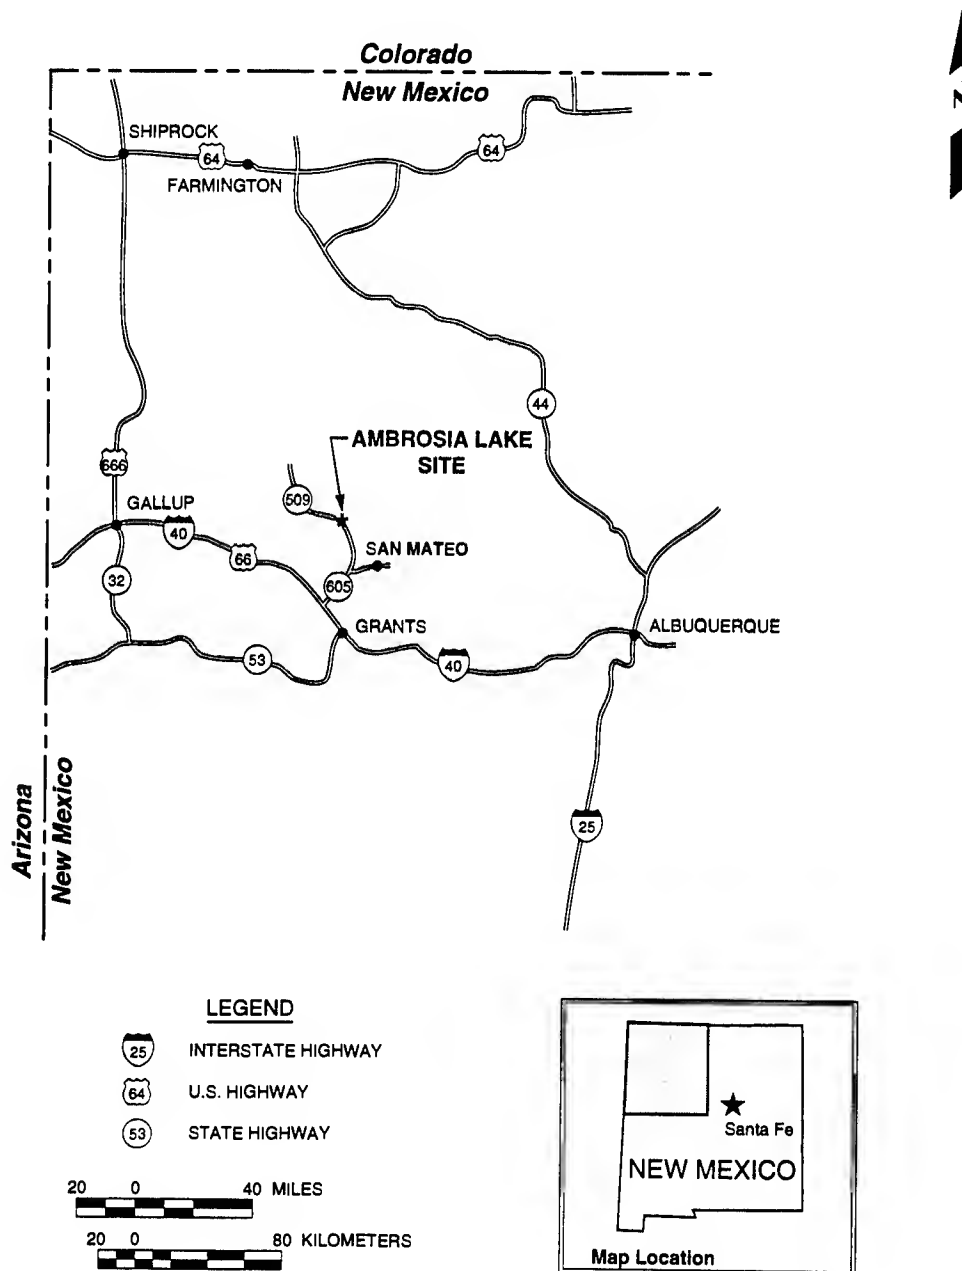 Colorado
New Mexico
N
SHIPROCK
64
64
FARMINGTON
44
AMBROSIA LAKE
SITE
666
509
GALLUP
40
SAN MATEO
66
32
605
GRANTS
ALBUQUERQUE
53
40
Arizona
New Mexico
25
LEGEND
25 INTERSTATE HIGHWAY
64 U.S. HIGHWAY
53 STATE HIGHWAY
20 0 40 MILES
20 0 80 KILOMETERS
Santa Fe
NEW MEXICO
Map Location